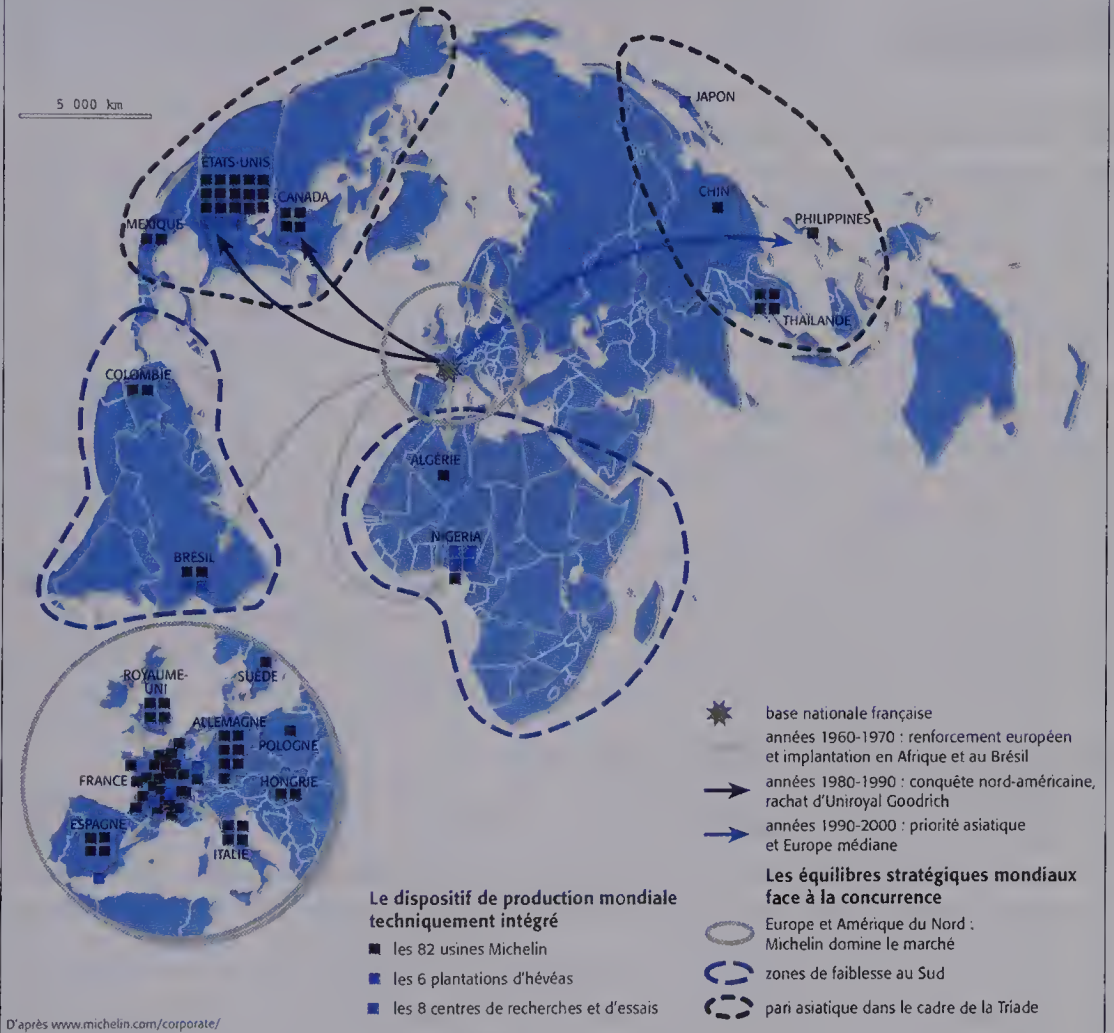 5 000 km
JAPON
ÉTATS-UNIS
CANADA
MEXIQUE
CHIN
PHILIPPINES
THAÏLANDE
COLOMBIE
BRÉSIL
ALGÉRIE
NIGERIA
ROYAUME-
UNI
SUÈDE
ALLEMAGNE
POLOGNE
FRANCE
HONGRIE
ESPAGNE
ITALIE
base nationale française
années 1960-1970 : renforcement européen
et implantation en Afrique et au Brésil
années 1980-1990 : conquête nord-américaine,
rachat d'Uniroyal Goodrich
années 1990-2000 : priorité asiatique
et Europe médiane
Les équilibres stratégiques mondiaux
face à la concurrence
Europe et Amérique du Nord :
Michelin domine le marché
zones de faiblesse au Sud
pari asiatique dans le cadre de la Triade
Le dispositif de production mondiale
techniquement intégré
les 82 usines Michelin
les 6 plantations d'hévéas
les 8 centres de recherches et d'essais
D'après www.michelin.com/corporate/